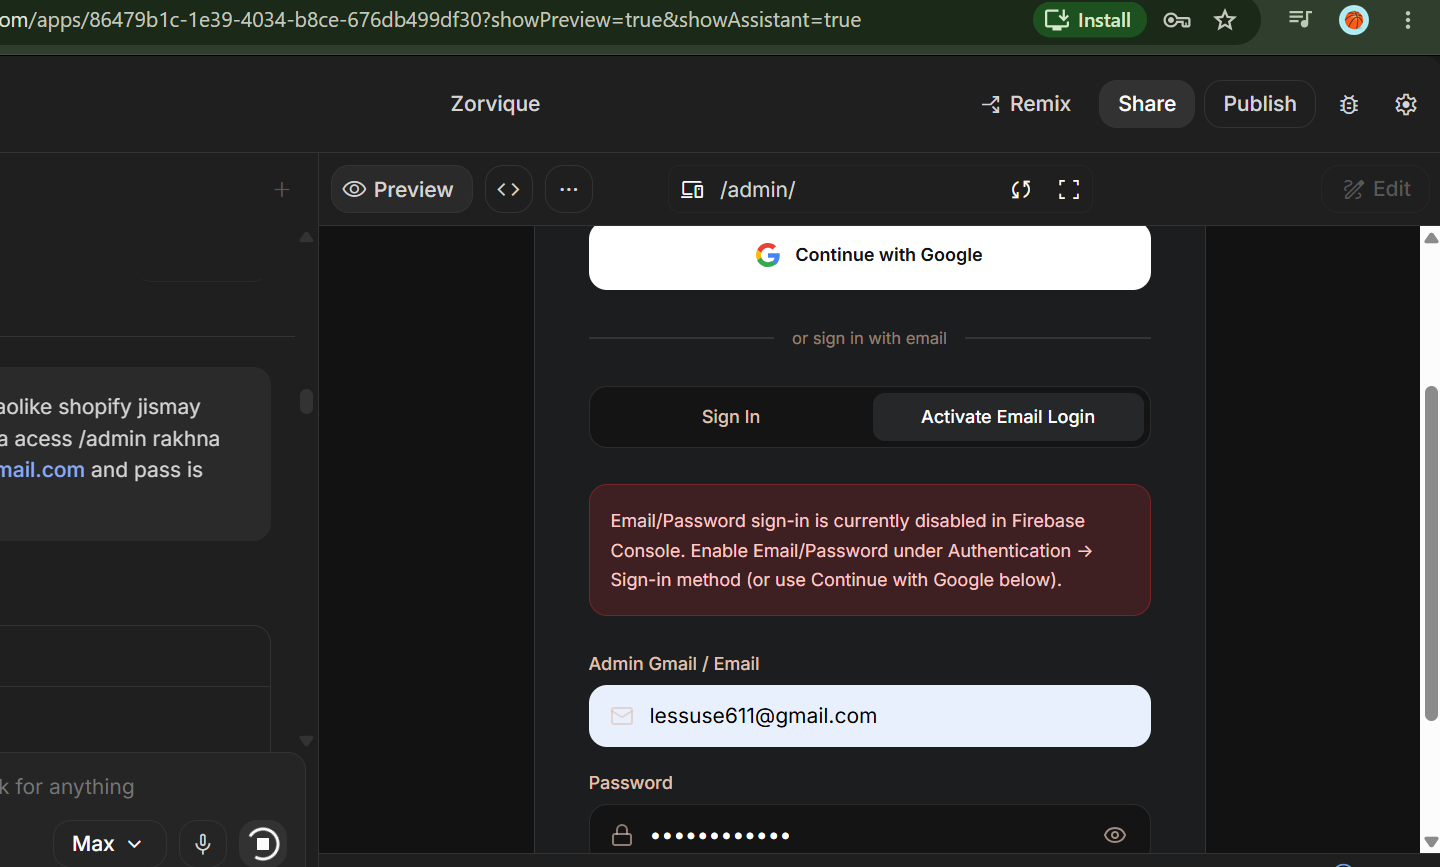 om/apps/86479b1c-1e39-4034-b8ce-676db499df30?showPreview=true&showAssistant=true
Install
Zorvique
Remix
Share
Publish
Preview
/admin/
Edit
Continue with Google
or sign in with email
Sign In
Activate Email Login
aolike shopify jismay
a acess /admin rakhna
mail.com and pass is
Email/Password sign-in is currently disabled in Firebase
Console. Enable Email/Password under Authentication →
Sign-in method (or use Continue with Google below).
Admin Gmail / Email
lessuse611@gmail.com
Password
k for anything
Max